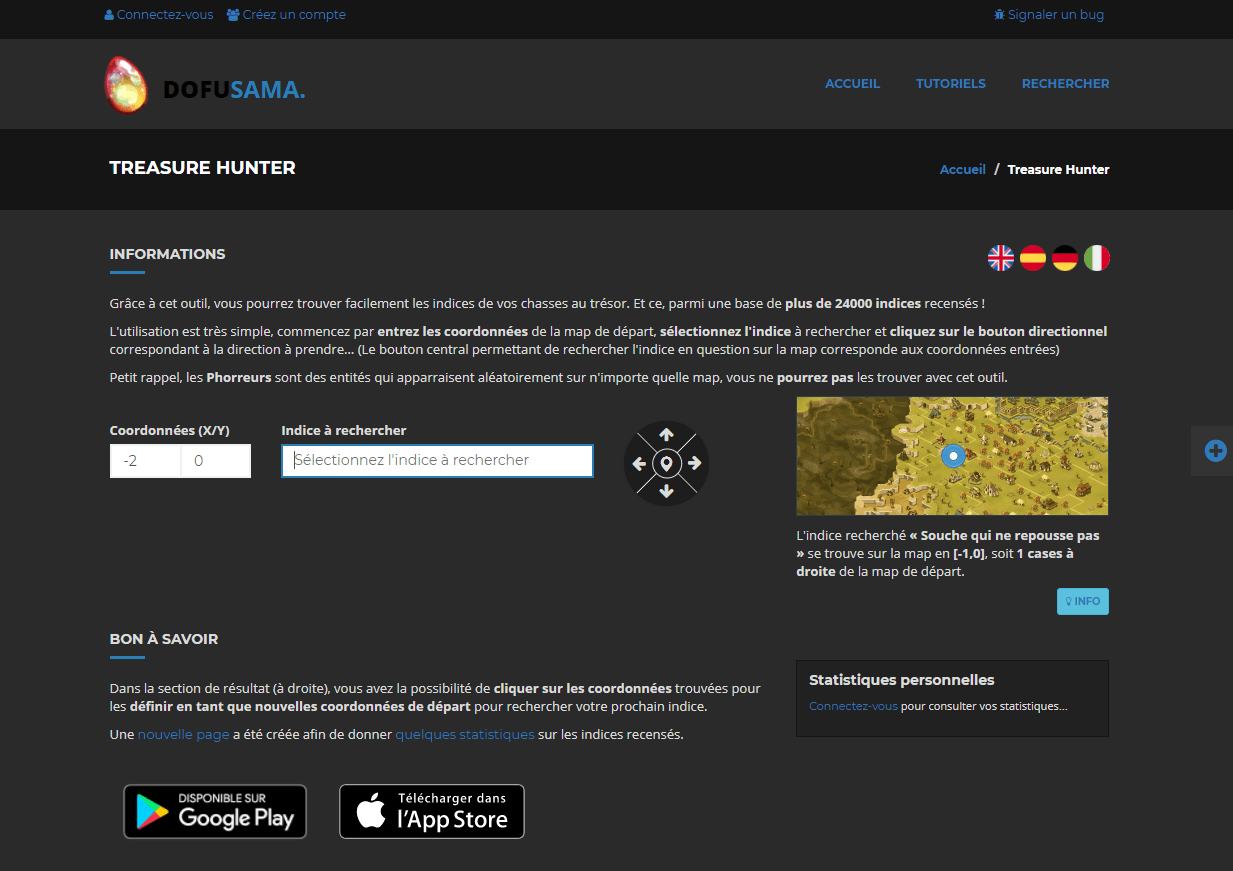 Connectez-vous Créez un compte Signaler un bug
DOFUSAMA. ACCUEIL TUTORIELS RECHERCHER
TREASURE HUNTER Accueil / Treasure Hunter
INFORMATIONS
Grâce à cet outil, vous pourrez trouver facilement les indices de vos chasses au trésor. Et ce, parmi une base de plus de 24000 indices recensés !
L'utilisation est très simple, commencez par entrez les coordonnées de la map de départ, sélectionnez l'indice à rechercher et cliquez sur le bouton directionnel
correspondant à la direction à prendre... (Le bouton central permettant de rechercher l'indice en question sur la map corresponde aux coordonnées entrées)
Petit rappel, les Phorreurs sont des entités qui apparraisent aléatoirement sur n'importe quelle map, vous ne pourrez pas les trouver avec cet outil.
Coordonnées (X/Y) Indice à rechercher
-2 0 Sélectionnez l'indice à rechercher
L'indice recherché « Souche qui ne repousse pas
» se trouve sur la map en [-1,0], soit 1 cases à
droite de la map de départ.
INFO
BON À SAVOIR
Dans la section de résultat (à droite), vous avez la possibilité de cliquer sur les coordonnées trouvées pour
les définir en tant que nouvelles coordonnées de départ pour rechercher votre prochain indice.
Une nouvelle page a été créée afin de donner quelques statistiques sur les indices recensés.
Statistiques personnelles
Connectez-vous pour consulter vos statistiques...
DISPONIBLE SUR
Google Play
Télécharger dans
l'App Store